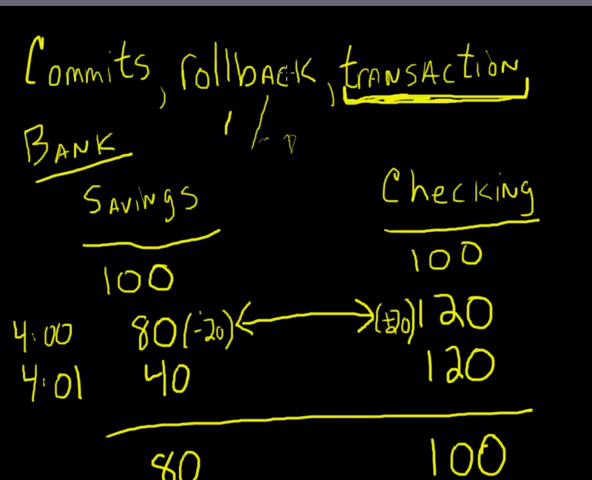 Commits, rollBACK, trANSACtion
BANK
SAVINgS Checking
100 100
4:00 80(-20) (+20)120
4:01 40 120
80 100